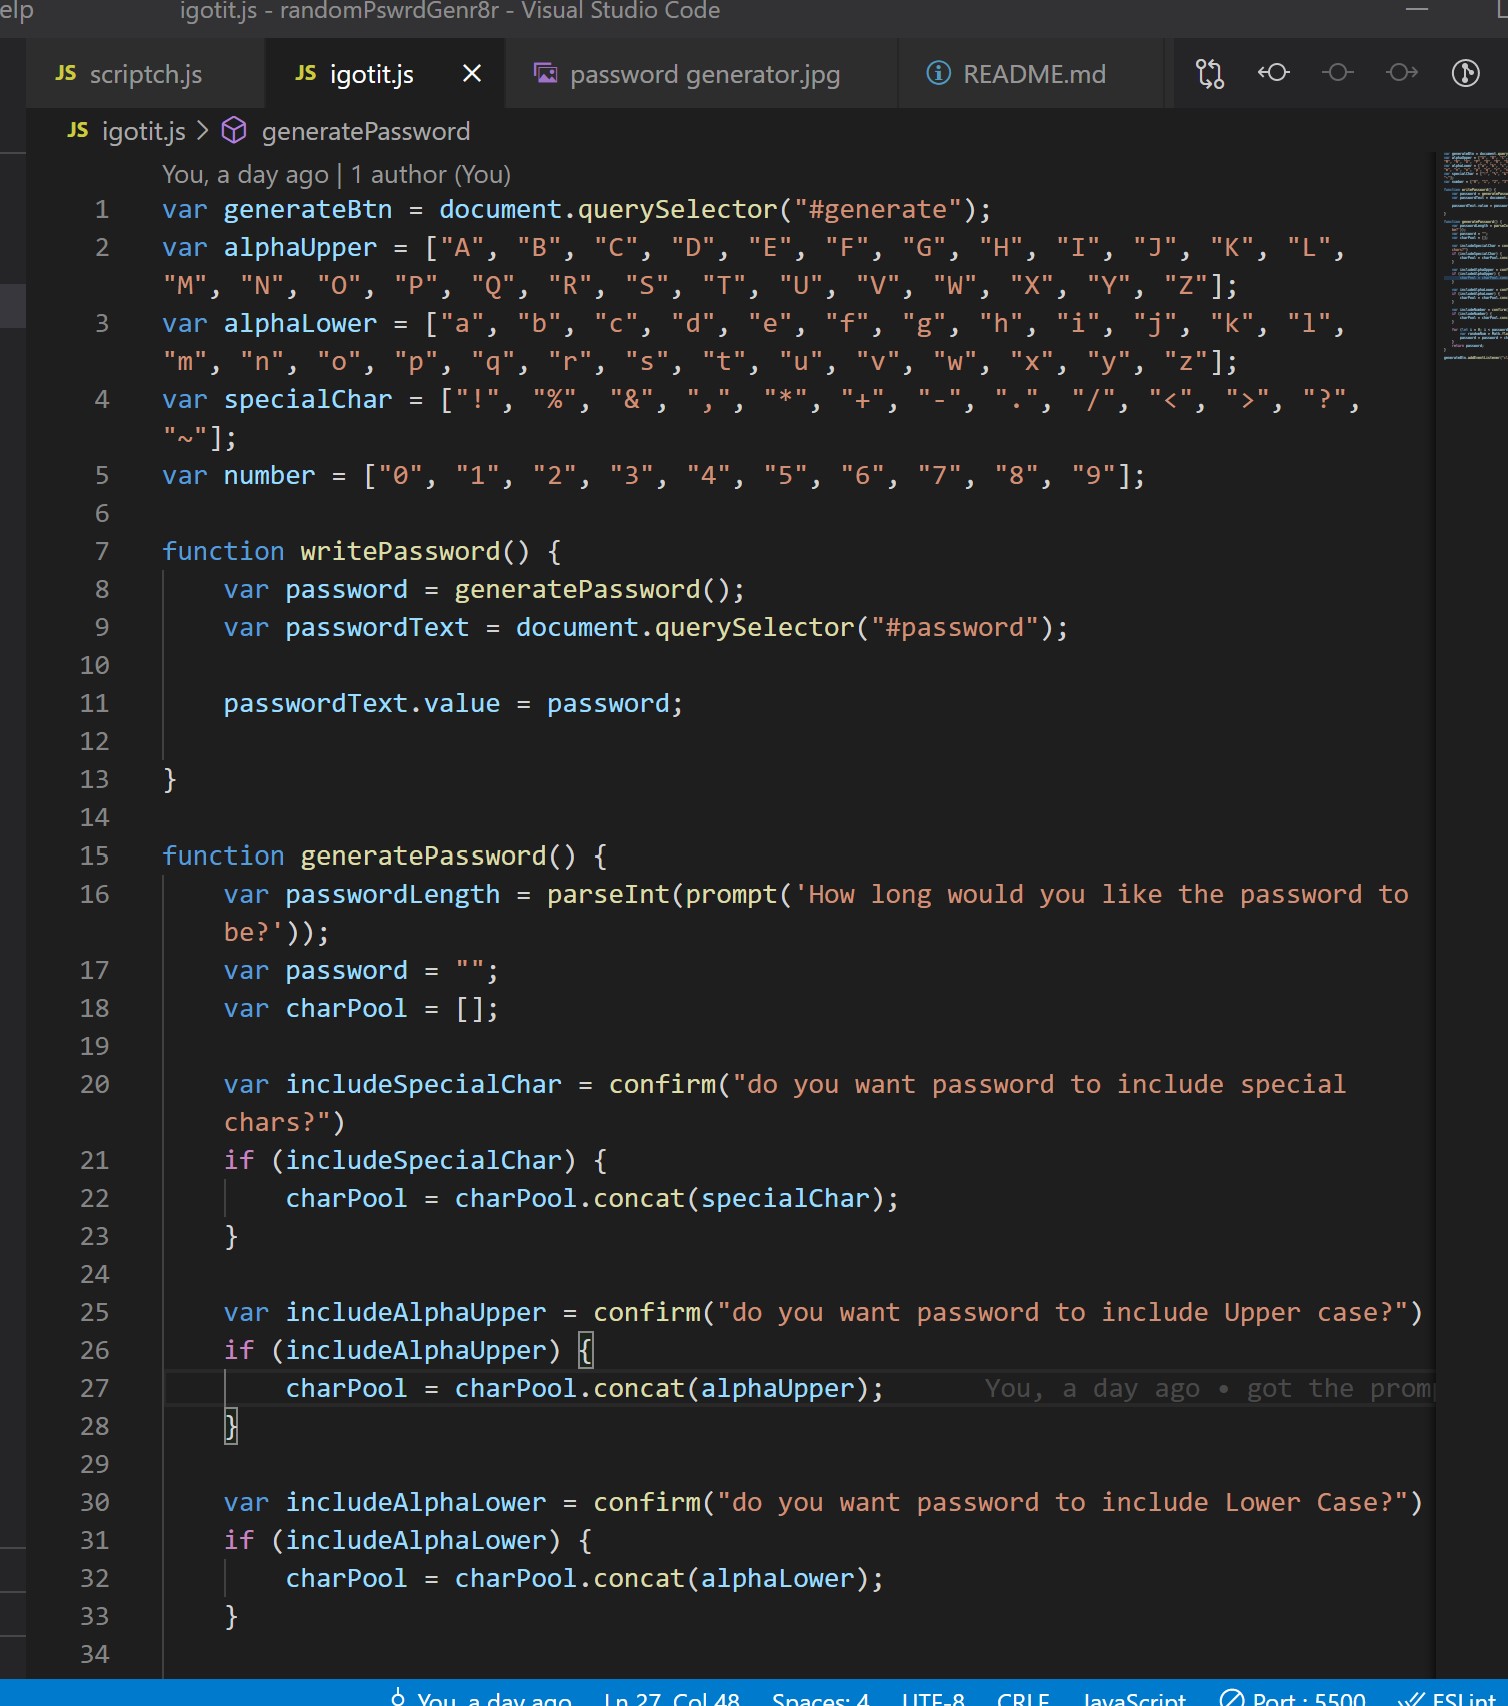 elp igotit.js - randomPswrdGenr8r - Visual Studio Code
JS scriptch.js JS igotit.js password generator.jpg README.md
JS igotit.js > generatePassword
You, a day ago | 1 author (You)
1 var generateBtn = document.querySelector("#generate");
2 var alphaUpper = ["A", "B", "C", "D", "E", "F", "G", "H", "I", "J", "K", "L",
"M", "N", "O", "P", "Q", "R", "S", "T", "U", "V", "W", "X", "Y", "Z"];
3 var alphaLower = ["a", "b", "c", "d", "e", "f", "g", "h", "i", "j", "k", "l",
"m", "n", "o", "p", "q", "r", "s", "t", "u", "v", "w", "x", "y", "z"];
4 var specialChar = ["!", "%", "&", ",", "*", "+", "-", ".", "/", "<", ">", "?",
"~"];
5 var number = ["0", "1", "2", "3", "4", "5", "6", "7", "8", "9"];
6
7 function writePassword() {
8 var password = generatePassword();
9 var passwordText = document.querySelector("#password");
10
11 passwordText.value = password;
12
13 }
14
15 function generatePassword() {
16 var passwordLength = parseInt(prompt('How long would you like the password to
be?'));
17 var password = "";
18 var charPool = [];
19
20 var includeSpecialChar = confirm("do you want password to include special
chars?")
21 if (includeSpecialChar) {
22 charPool = charPool.concat(specialChar);
23 }
24
25 var includeAlphaUpper = confirm("do you want password to include Upper case?")
26 if (includeAlphaUpper) {
27 charPool = charPool.concat(alphaUpper); You, a day ago • got the prom
28 }
29
30 var includeAlphaLower = confirm("do you want password to include Lower Case?")
31 if (includeAlphaLower) {
32 charPool = charPool.concat(alphaLower);
33 }
34
You, a day ago Ln 27, Col 48 Spaces: 4 UTF-8 CRLF JavaScript Port : 5500 ESLint